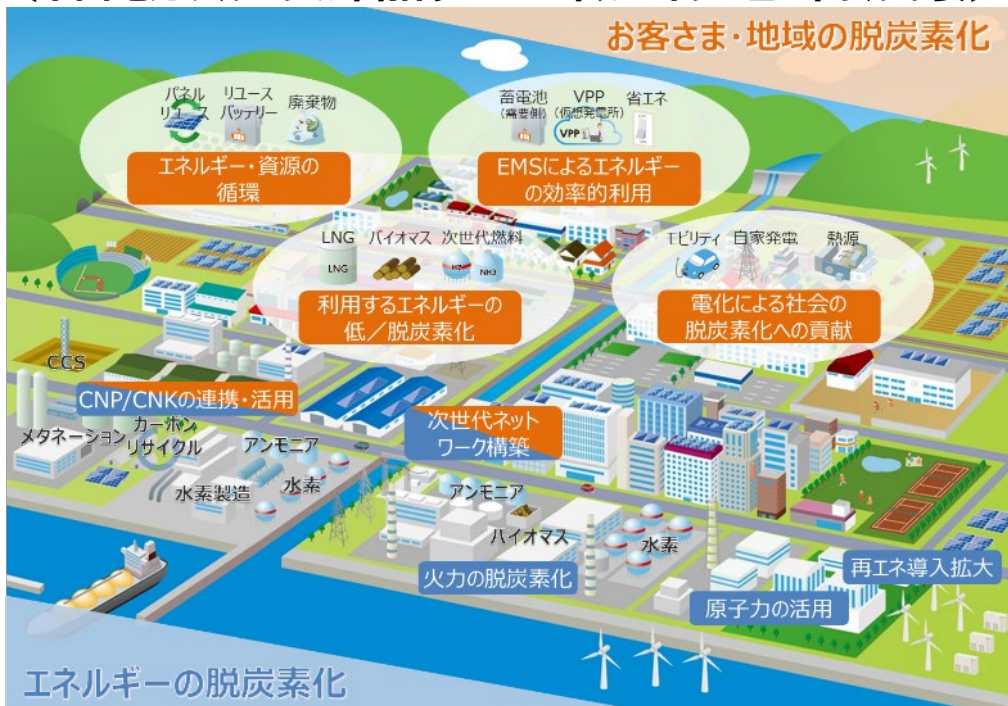 お客さま・地域の脱炭素化
パネル
リユース
リユース
バッテリー
廃棄物
エネルギー・資源の
循環
蓄電池
(需要側)
VPP
(仮想発電所)
VPP
省エネ
EMSによるエネルギー
の効率的利用
LNG
LNG
バイオマス
次世代燃料
H2
NH3
利用するエネルギーの
低／脱炭素化
モビリティ
自家発電
熱源
電化による社会の
脱炭素化への貢献
CCS
CNP/CNKの連携・活用
メタネーション
カーボン
リサイクル
アンモニア
水素製造
水素
次世代ネット
ワーク構築
アンモニア
バイオマス
水素
火力の脱炭素化
原子力の活用
再エネ導入拡大
エネルギーの脱炭素化